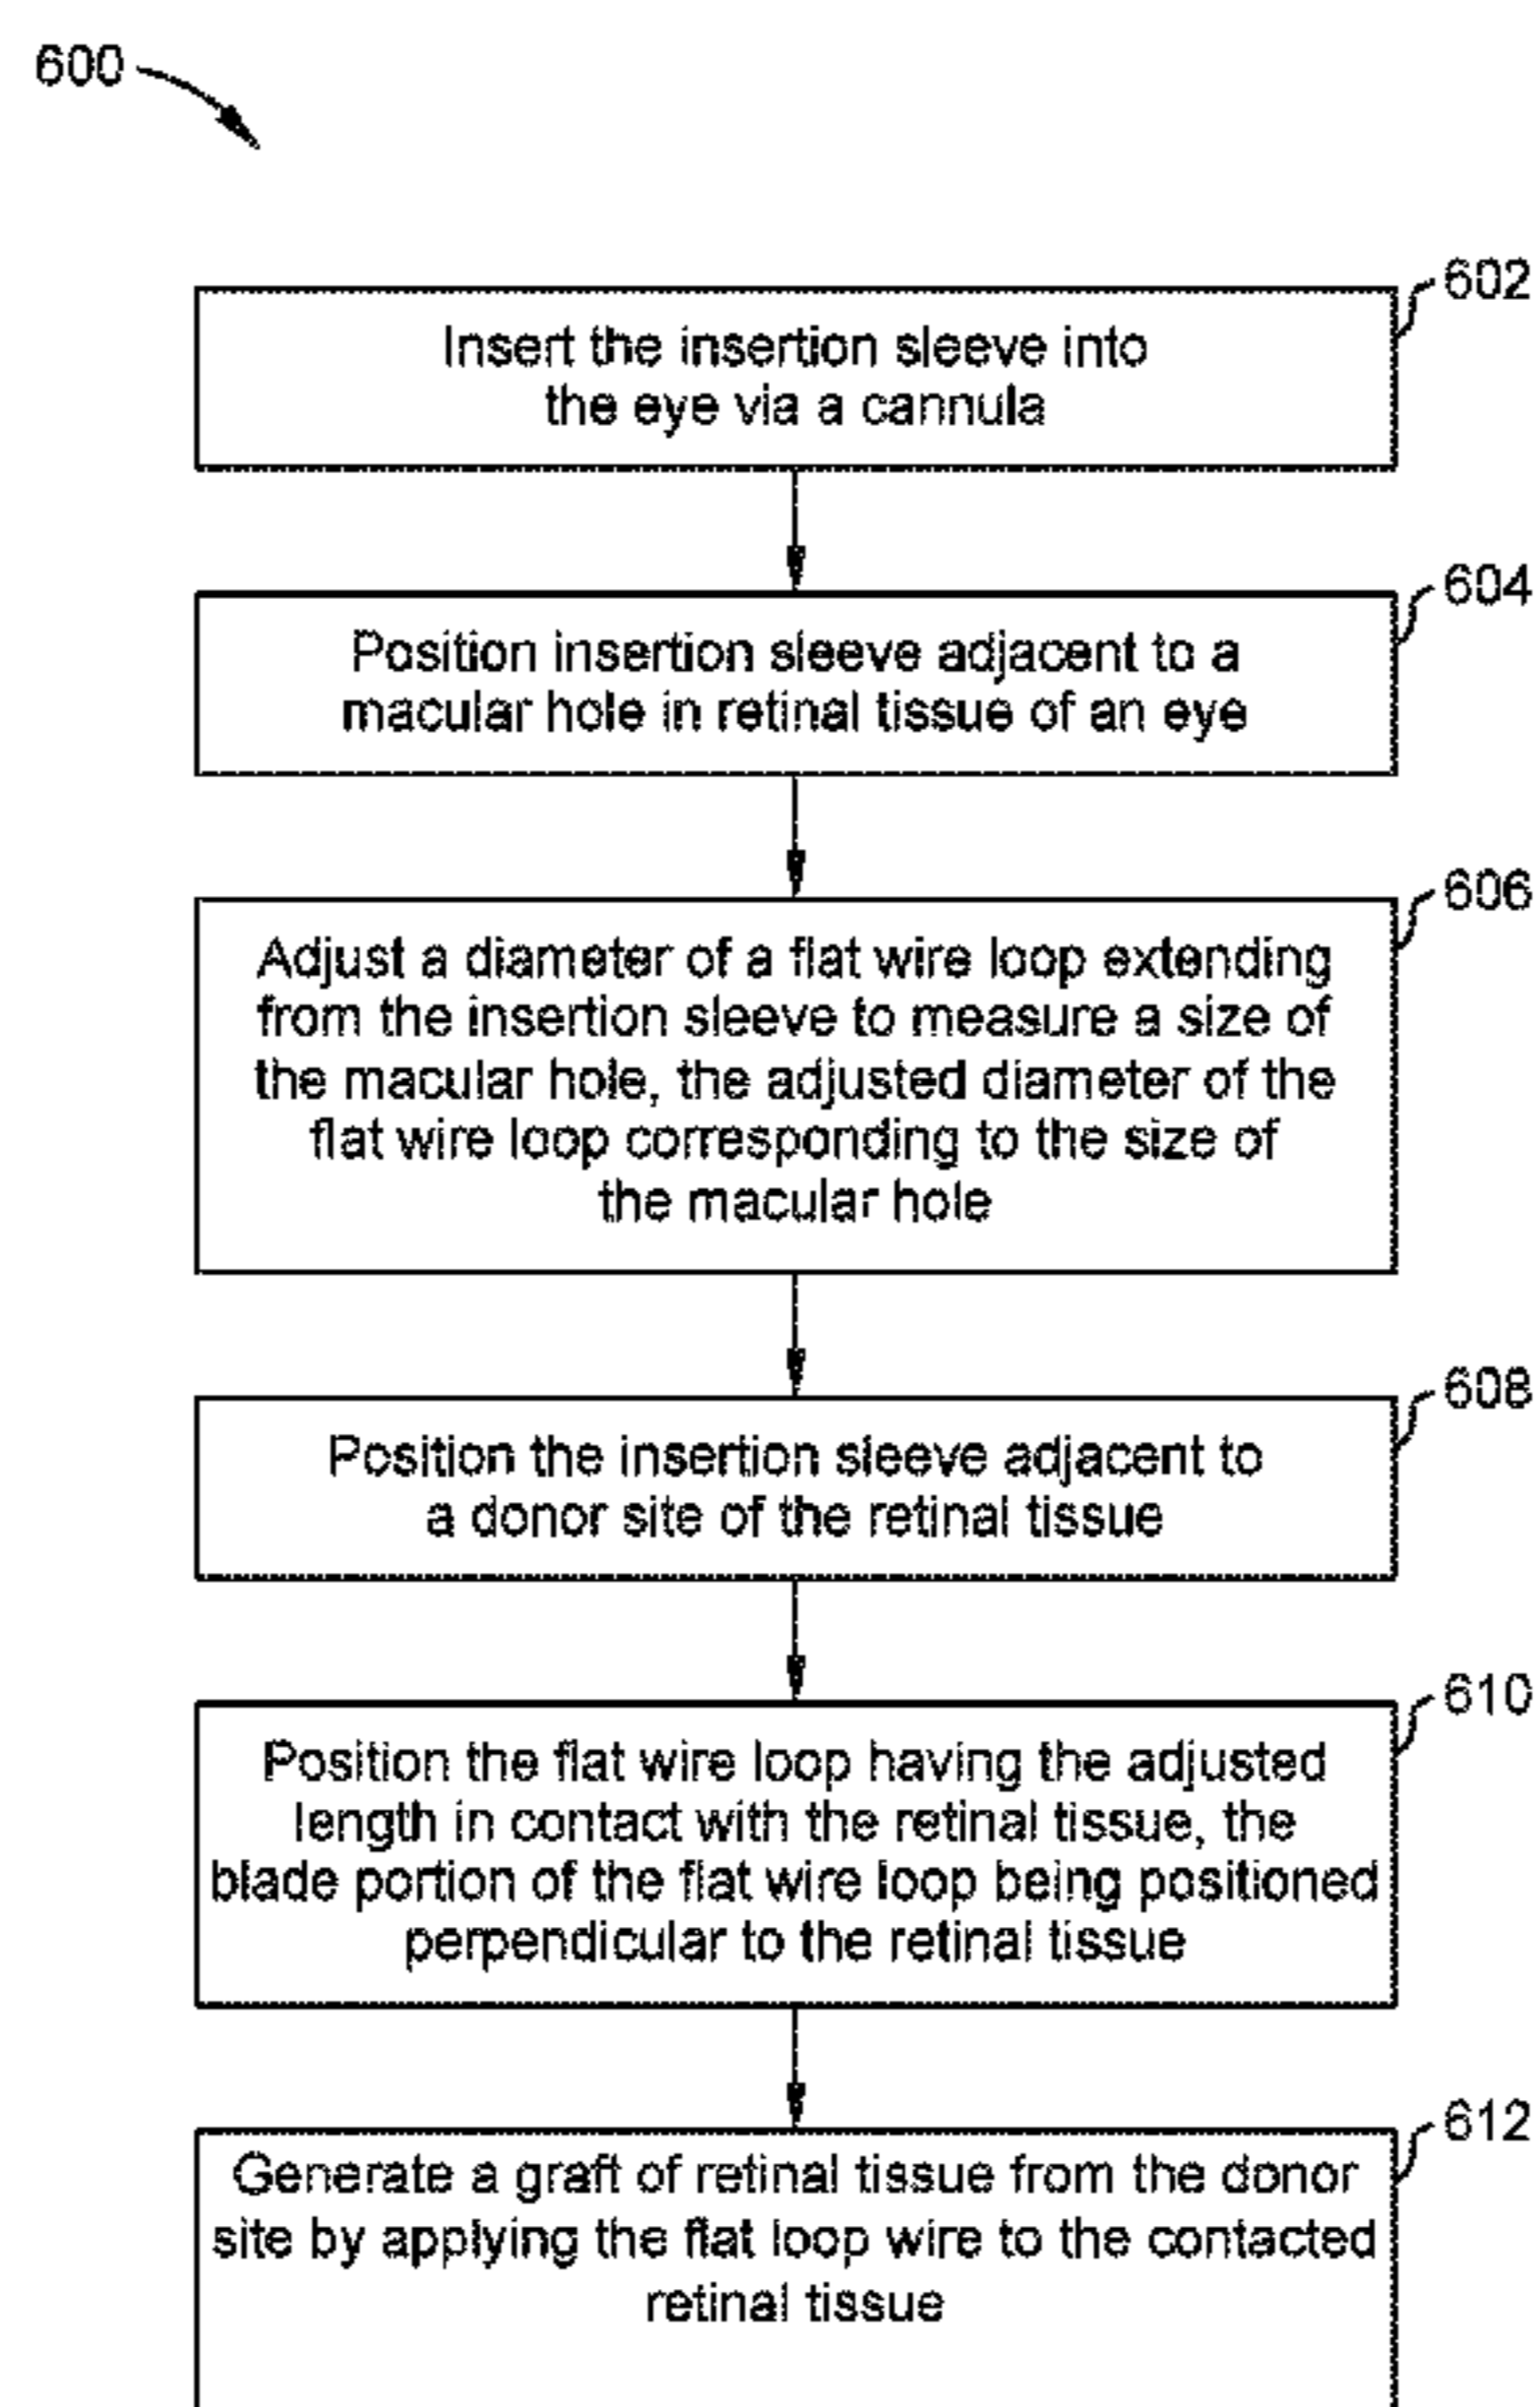 600
602
Insert the insertion sleeve into
the eye via a cannula
604
Position insertion sleeve adjacent to a
macular hole in retinal tissue of an eye
606
Adjust a diameter of a flat wire loop extending
from the insertion sleeve to measure a size of
the macular hole, the adjusted diameter of the
flat wire loop corresponding to the size of
the macular hole
608
Position the insertion sleeve adjacent to
a donor site of the retinal tissue
610
Position the flat wire loop having the adjusted
length in contact with the retinal tissue, the
blade portion of the flat wire loop being positioned
perpendicular to the retinal tissue
612
Generate a graft of retinal tissue from the donor
site by applying the flat loop wire to the contacted
retinal tissue